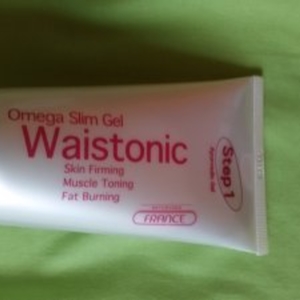 Omega Slim Gel
Waistonic
Skin Firming
Muscle Toning
Fat Burning
FRANCE
Step 1